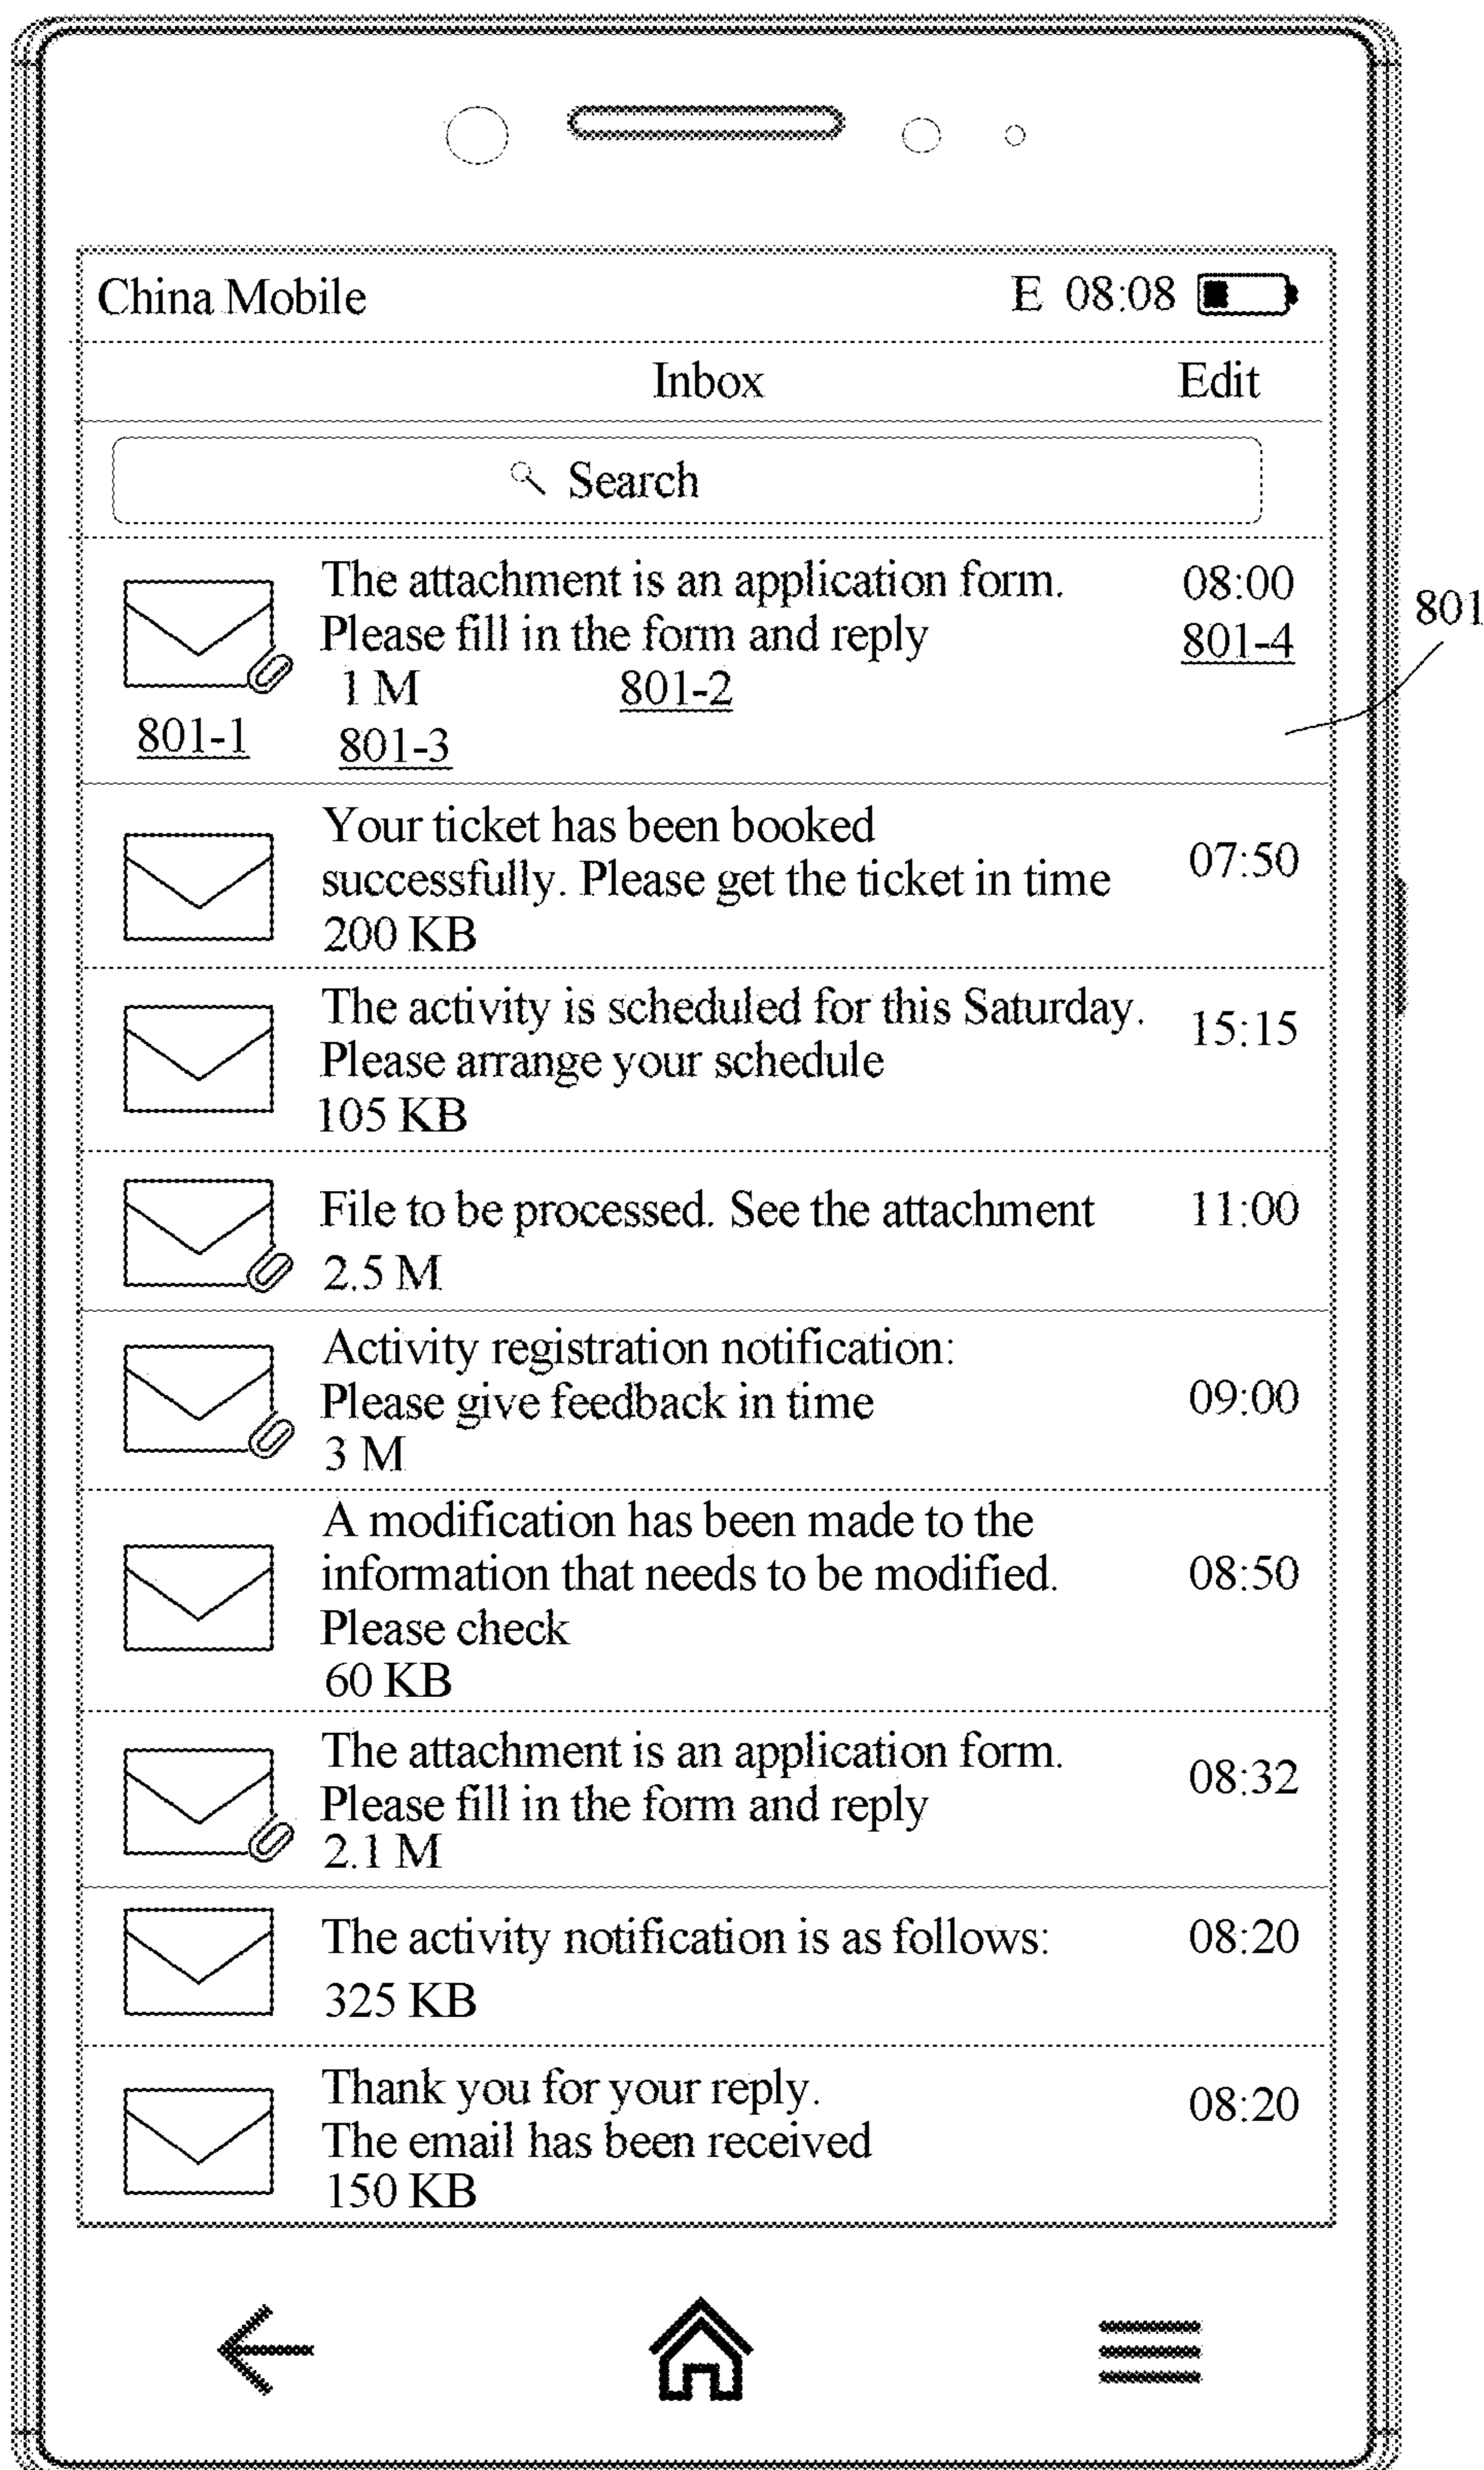 China Mobile E 08:08
Inbox Edit
Search
The attachment is an application form. 08:00
Please fill in the form and reply 801-4
801
1 M 801-2
801-1
801-3
Your ticket has been booked
successfully. Please get the ticket in time 07:50
200 KB
The activity is scheduled for this Saturday. 15:15
Please arrange your schedule
105 KB
File to be processed. See the attachment 11:00
2.5 M
Activity registration notification:
Please give feedback in time 09:00
3 M
A modification has been made to the
information that needs to be modified. 08:50
Please check
60 KB
The attachment is an application form. 08:32
Please fill in the form and reply
2.1 M
The activity notification is as follows: 08:20
325 KB
Thank you for your reply. 08:20
The email has been received
150 KB